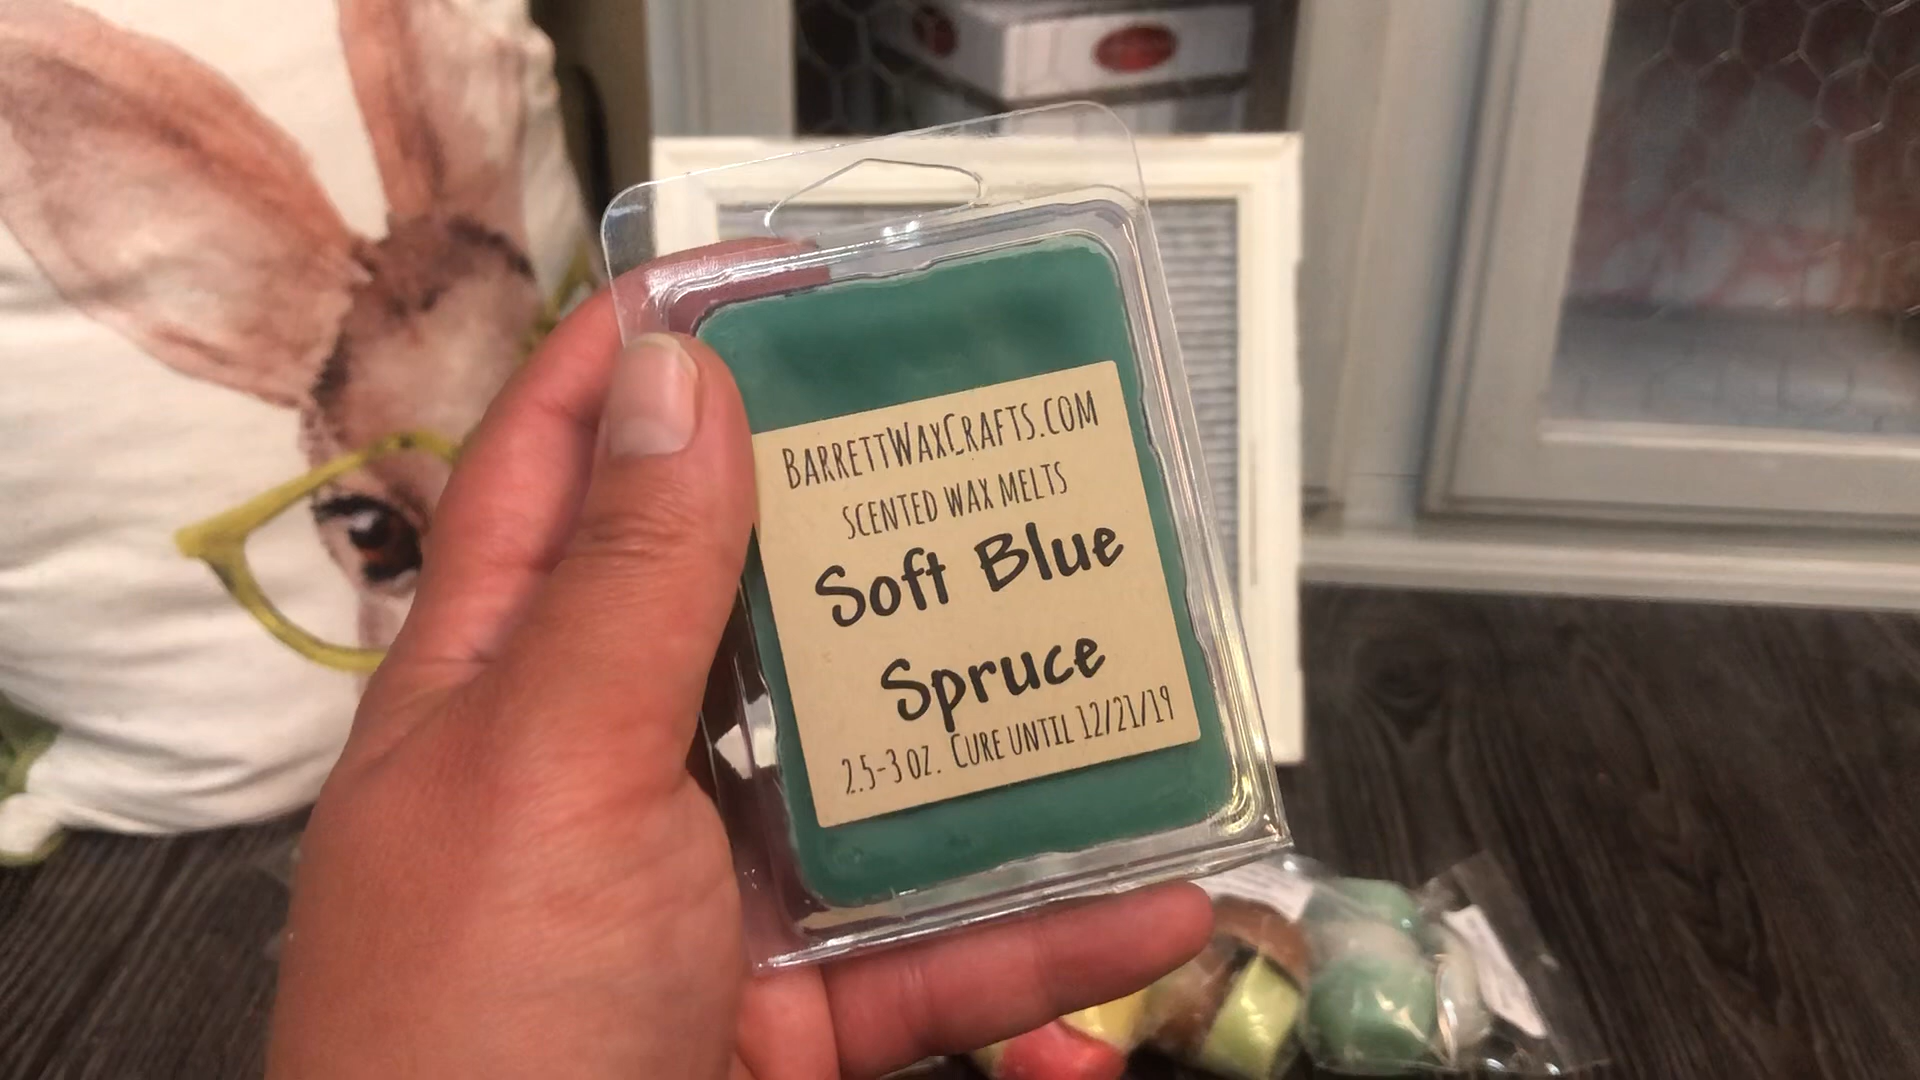 BarrettWaxCrafts.com
scented wax melts
Soft Blue
Spruce
2.5-3 oz. Cure until 12/21/19